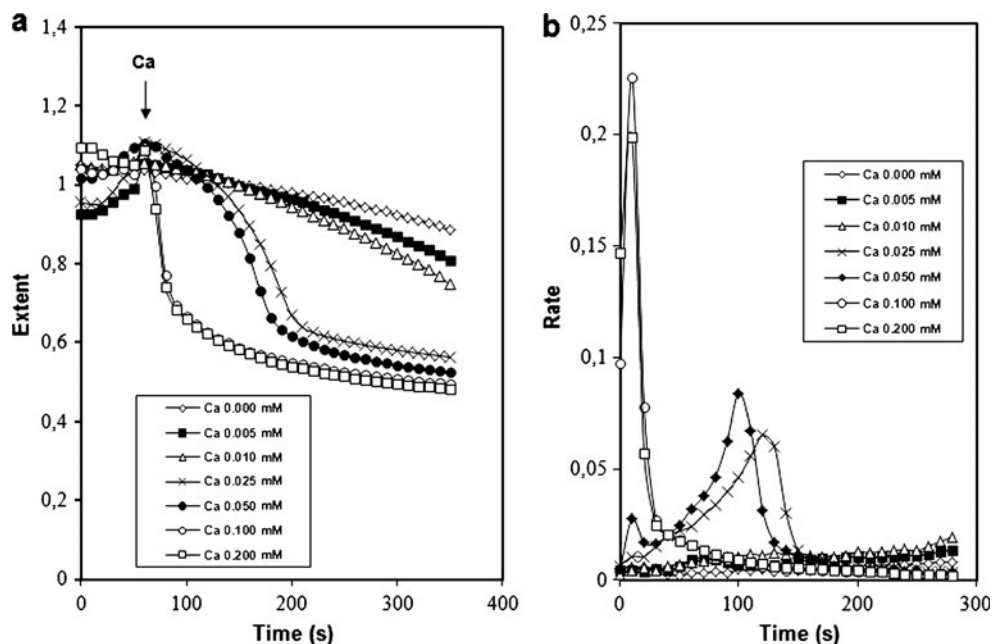 a
1,4
1,2
1
0,8
0,6
0,4
0,2
0
Extent
Ca
Ca 0.000 mM
Ca 0.005 mM
Ca 0.010 mM
Ca 0.025 mM
Ca 0.050 mM
Ca 0.100 mM
Ca 0.200 mM
0 100 200 300 400
Time (s)
b
0,25
0,2
0,15
0,1
0,05
0
Rate
Ca 0.000 mM
Ca 0.005 mM
Ca 0.010 mM
Ca 0.025 mM
Ca 0.050 mM
Ca 0.100 mM
Ca 0.200 mM
0 100 200 300
Time (s)